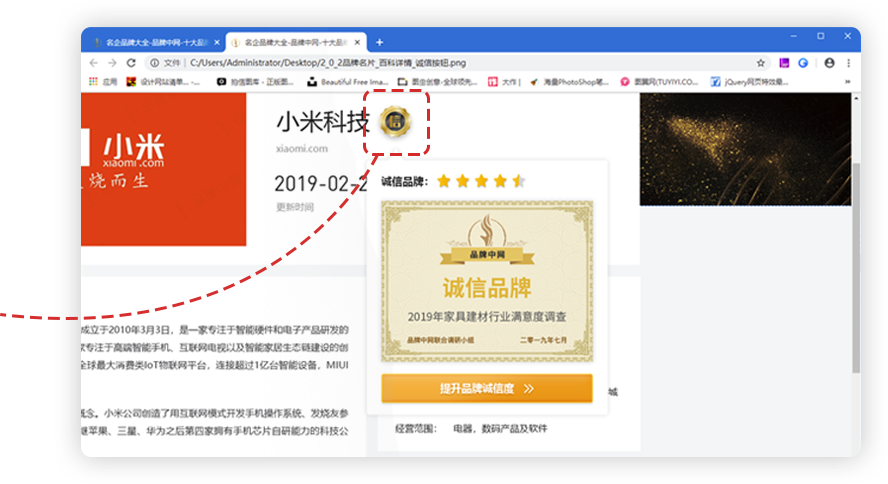 名企品牌大全-品牌中网-十大品
名企品牌大全-品牌中网-十大品
文件 | C:/Users/Administrator/Desktop/2_0_2品牌名片_百科详情_诚信按钮.png
应用
设计网站清单...-...
拍信图库 - 正版图...
Beautiful Free Ima...
觅主创意·全球领先...
大作 |
海量PhotoShop笔...
图翼网(TUYIYI.CO...
jQuery网页特效是...
小米
xiaomi.com
烧而生
小米科技
信
xiaomi.com
2019-02-2
更新时间
诚信品牌：
品牌中网
诚信品牌
2019年家具建材行业满意度调查
品牌中网联合调研小组 二零一九年七月
提升品牌诚信度
成立于2010年3月3日，是一家专注于智能硬件和电子产品研发的
专注于高端智能手机、互联网电视以及智能家居生态链建设的创
全球最大消费类IoT物联网平台，连接超过1亿台智能设备，MIUI
城
念。小米公司创造了用互联网模式开发手机操作系统、发烧友参
继苹果、三星、华为之后第四家拥有手机芯片自研能力的科技公
经营范围： 电器，数码产品及软件